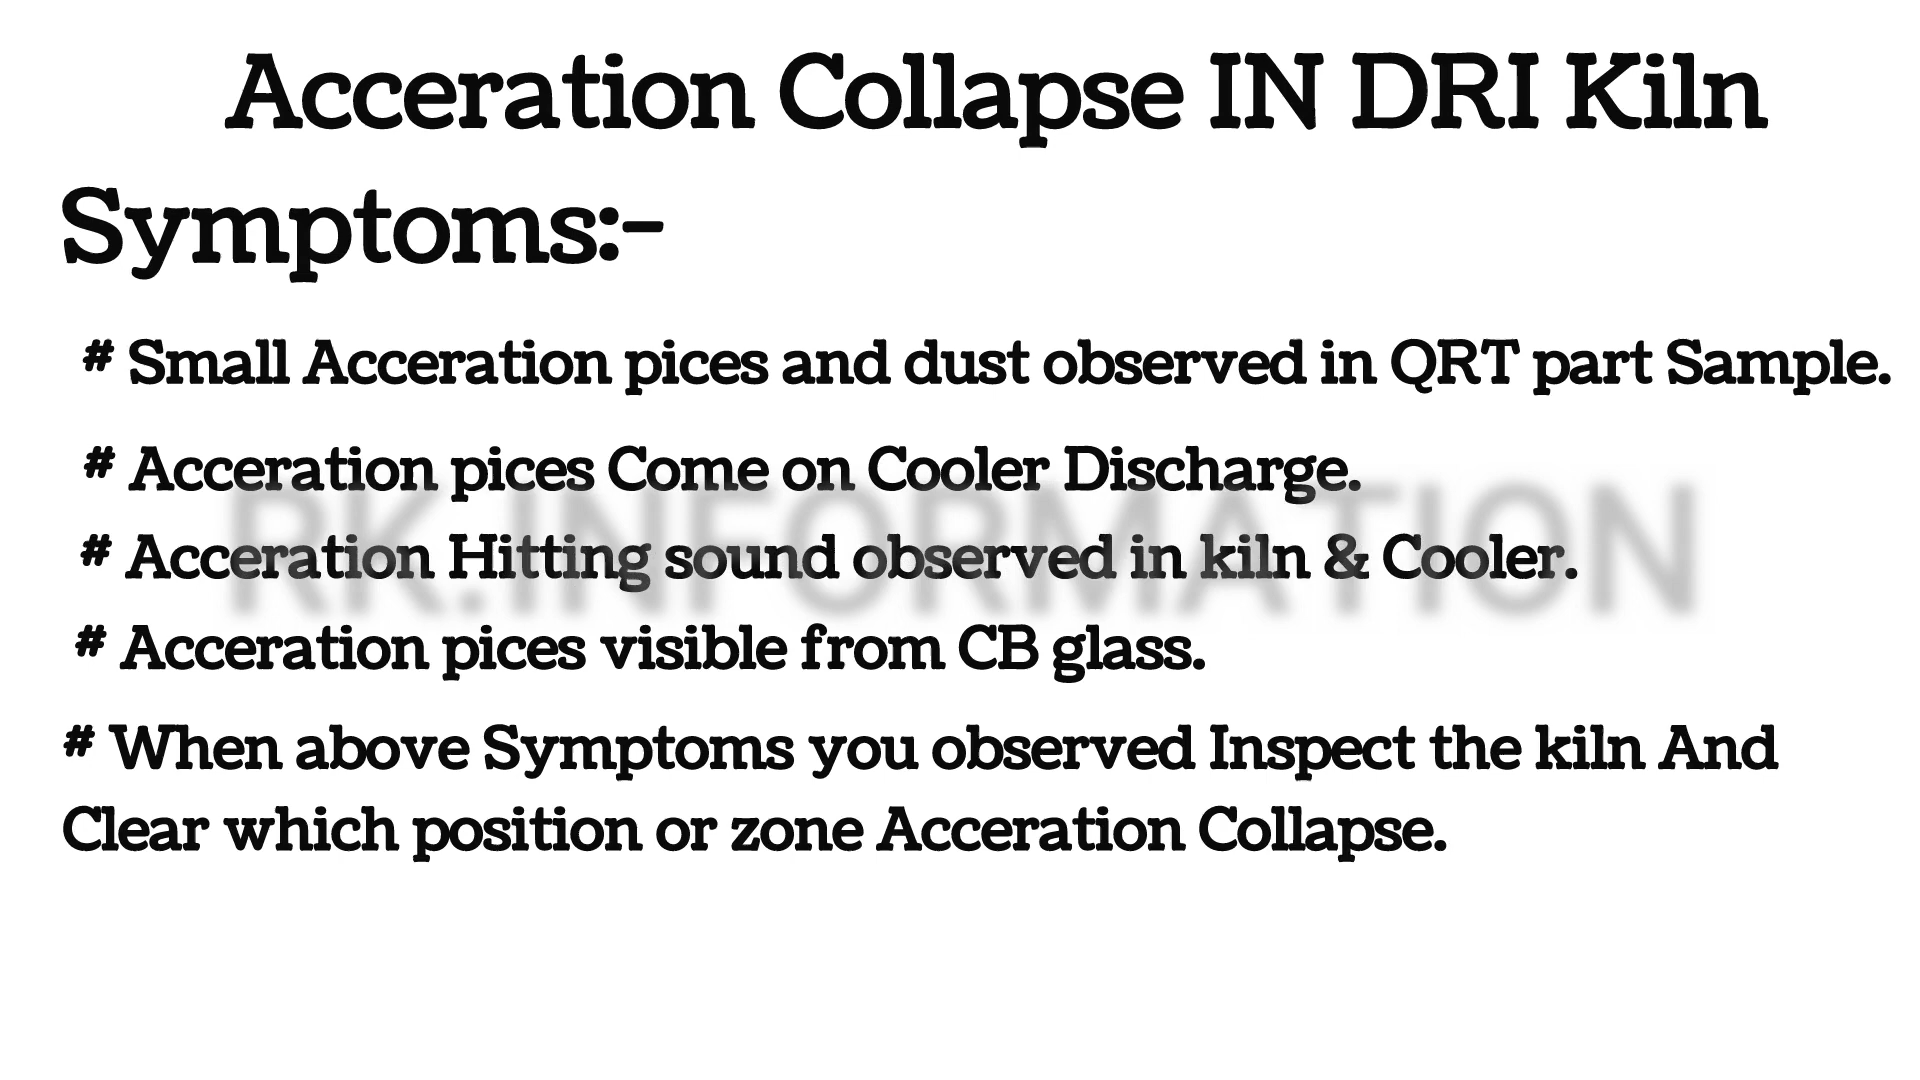 Acceration Collapse IN DRI Kiln
Symptoms:-
# Small Acceration pices and dust observed in QRT part Sample.
# Acceration pices Come on Cooler Discharge.
RK.INFORMATION
# Acceration Hitting sound observed in kiln & Cooler.
# Acceration pices visible from CB glass.
# When above Symptoms you observed Inspect the kiln And
Clear which position or zone Acceration Collapse.